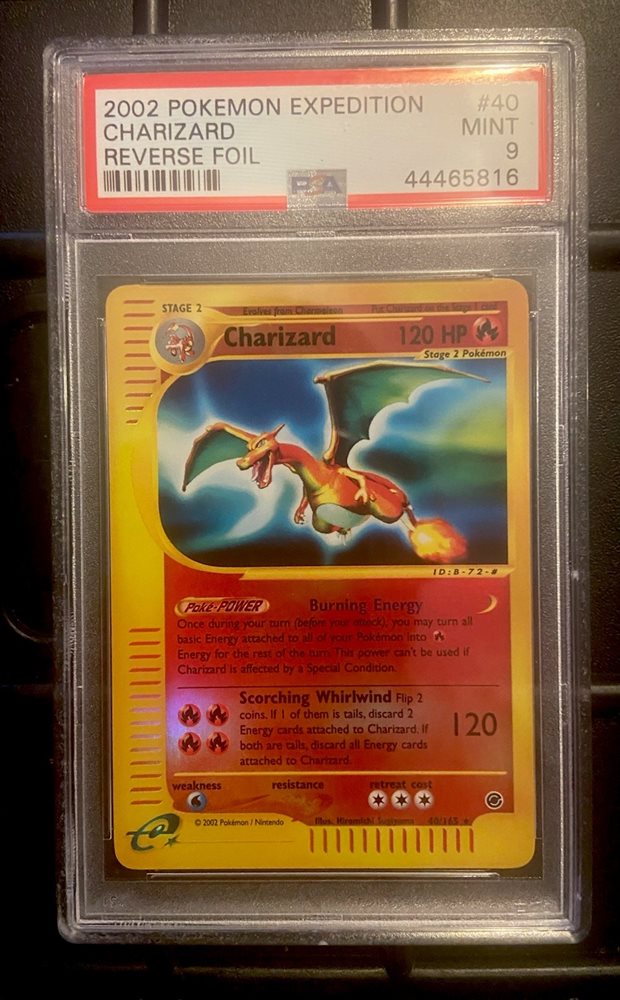 2002 POKEMON EXPEDITION #40
CHARIZARD MINT
REVERSE FOIL 9
PSA 44465816
STAGE 2 Evolves from Charmeleon Put Charizard on the Stage 1 card
Charizard 120 HP
Stage 2 Pokémon
ID:B-72-#
Poké-POWER Burning Energy
Once during your turn (before your attack), you may turn all
basic Energy attached to all of your Pokémon into
Energy for the rest of the turn. This power can't be used if
Charizard is affected by a Special Condition.
Scorching Whirlwind Flip 2
coins. If 1 of them is tails, discard 2
Energy cards attached to Charizard. If
both are tails, discard all Energy cards
attached to Charizard.
120
weakness resistance retreat cost
© 2002 Pokémon / Nintendo Illus. Hiromichi Sugiyama 40/165
e